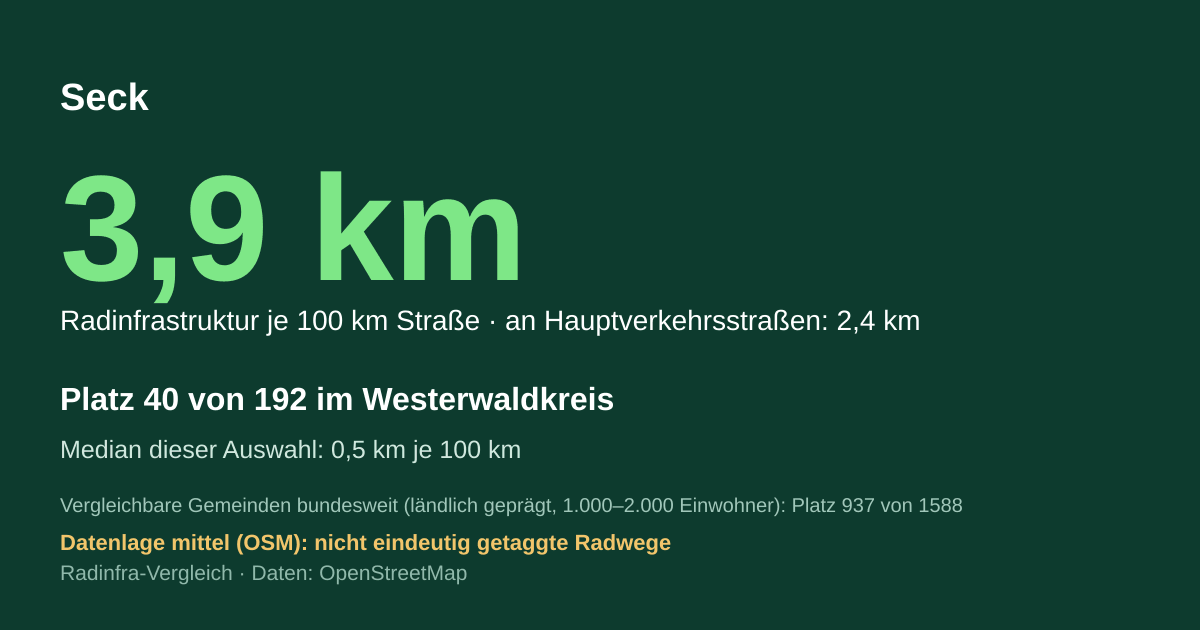 Seck
3,9 km
Radinfrastruktur je 100 km Straße · an Hauptverkehrsstraßen: 2,4 km
Platz 40 von 192 im Westerwaldkreis
Median dieser Auswahl: 0,5 km je 100 km
Vergleichbare Gemeinden bundesweit (ländlich geprägt, 1.000–2.000 Einwohner): Platz 937 von 1588
Datenlage mittel (OSM): nicht eindeutig getaggte Radwege
Radinfra-Vergleich · Daten: OpenStreetMap